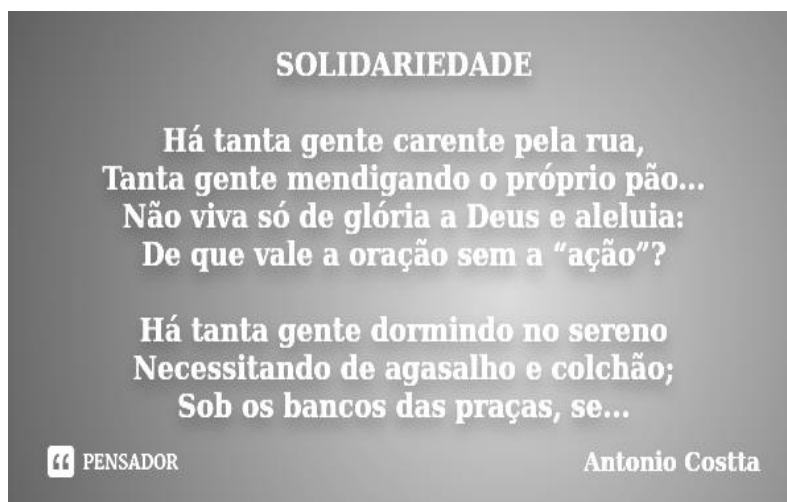 SOLIDARIEDADE
Há tanta gente carente pela rua,
Tanta gente mendigando o próprio pão...
Não viva só de glória a Deus e aleluia:
De que vale a oração sem a “ação”?
Há tanta gente dormindo no sereno
Necessitando de agasalho e colchão;
Sob os bancos das praças, se...
PENSADOR
Antonio Costta